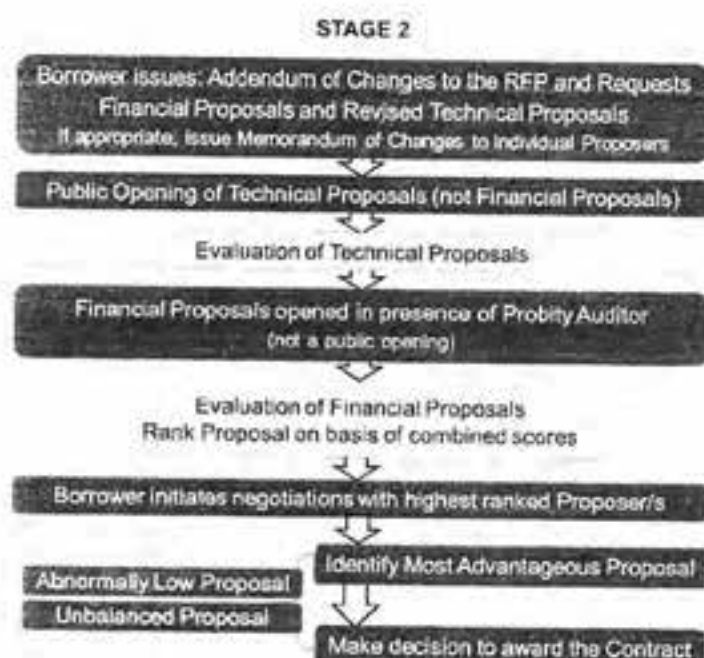 STAGE 2
Borrower issues: Addendum of Changes to the RFP and Requests
Financial Proposals and Revised Technical Proposals
If appropriate, issue Memorandum of Changes to Individual Proposers
Public Opening of Technical Proposals (not Financial Proposals)
Evaluation of Technical Proposals
Financial Proposals opened in presence of Probity Auditor
(not a public opening)
Evaluation of Financial Proposals
Rank Proposal on basis of combined scores
Borrower initiates negotiations with highest ranked Proposer/s
Identify Most Advantageous Proposal
Abnormally Low Proposal
Unbalanced Proposal
Make decision to award the Contract